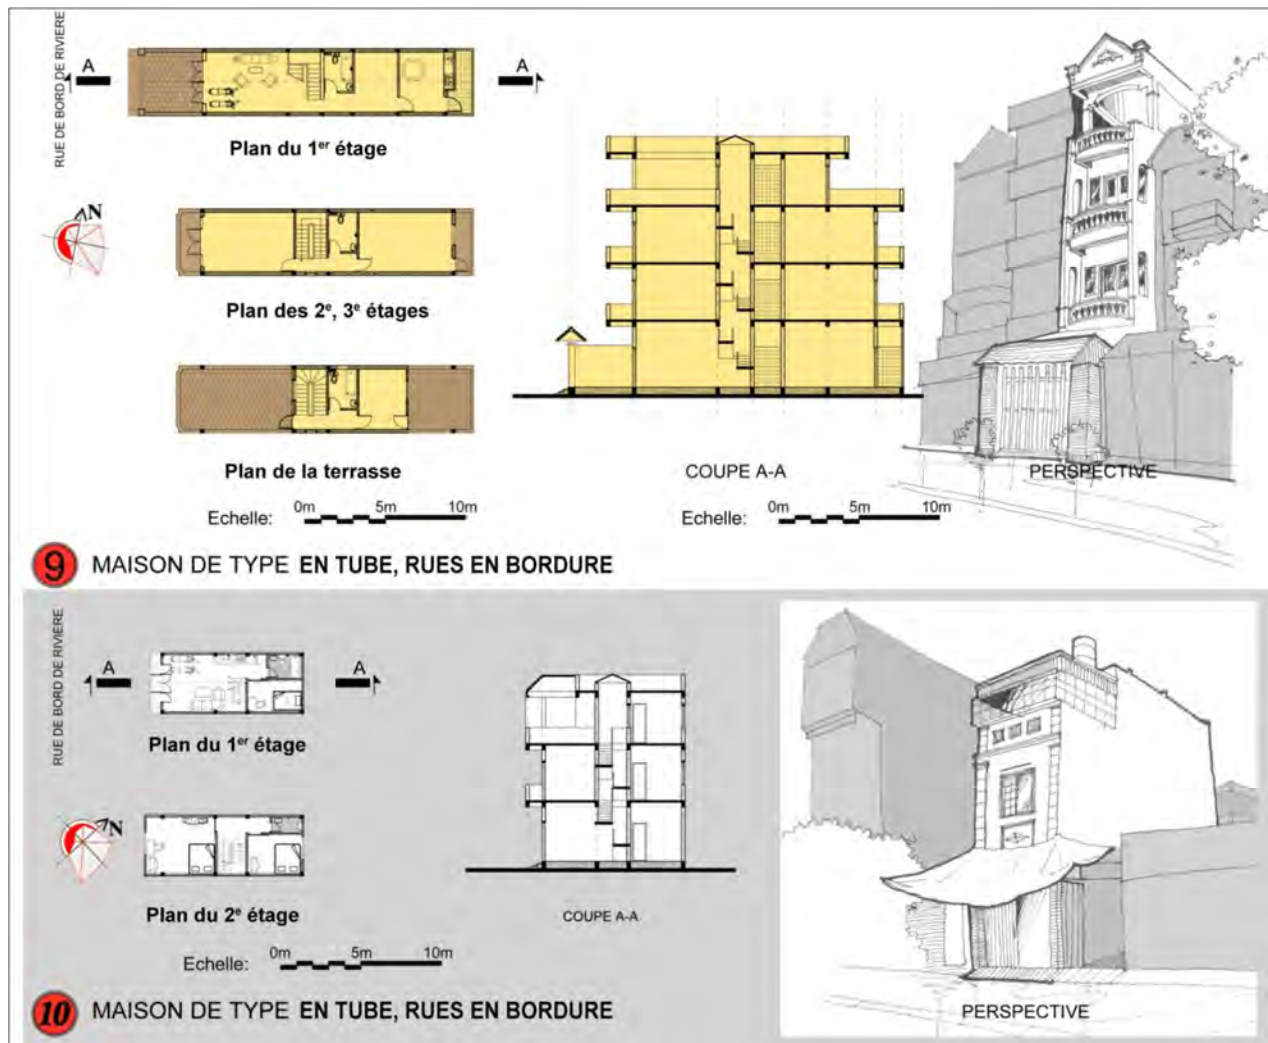 RUE DE BORD DE RIVIERE
A
A
Plan du 1er étage
N
Plan des 2e, 3e étages
Plan de la terrasse
Echelle: 0m 5m 10m
COUPE A-A
Echelle: 0m 5m 10m
PERSPECTIVE
9 MAISON DE TYPE EN TUBE, RUES EN BORDURE
RUE DE BORD DE RIVIERE
A
A
Plan du 1er étage
N
Plan du 2e étage
Echelle: 0m 5m 10m
COUPE A-A
PERSPECTIVE
10 MAISON DE TYPE EN TUBE, RUES EN BORDURE